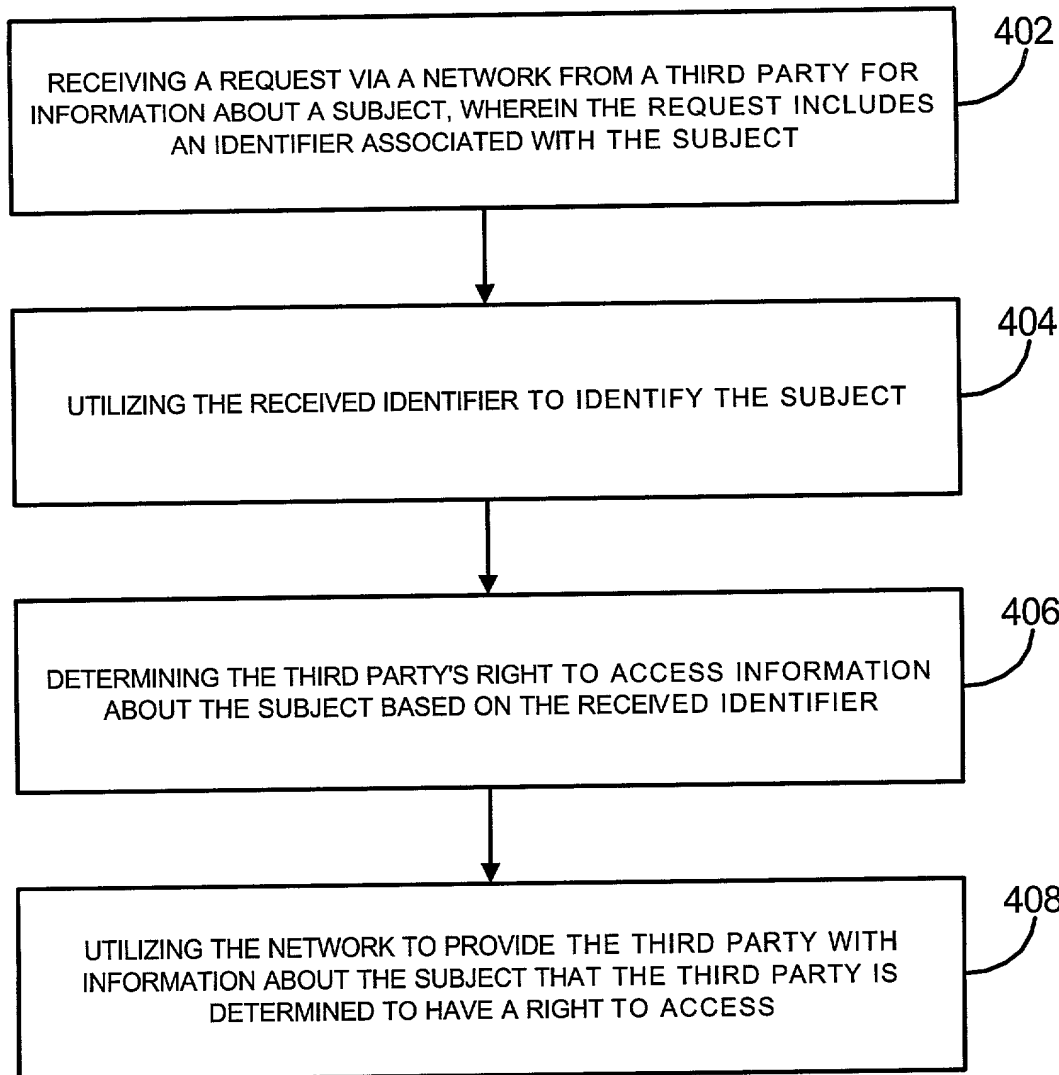 402
RECEIVING A REQUEST VIA A NETWORK FROM A THIRD PARTY FOR
INFORMATION ABOUT A SUBJECT, WHEREIN THE REQUEST INCLUDES
AN IDENTIFIER ASSOCIATED WITH THE SUBJECT
404
UTILIZING THE RECEIVED IDENTIFIER TO IDENTIFY THE SUBJECT
406
DETERMINING THE THIRD PARTY'S RIGHT TO ACCESS INFORMATION
ABOUT THE SUBJECT BASED ON THE RECEIVED IDENTIFIER
408
UTILIZING THE NETWORK TO PROVIDE THE THIRD PARTY WITH
INFORMATION ABOUT THE SUBJECT THAT THE THIRD PARTY IS
DETERMINED TO HAVE A RIGHT TO ACCESS